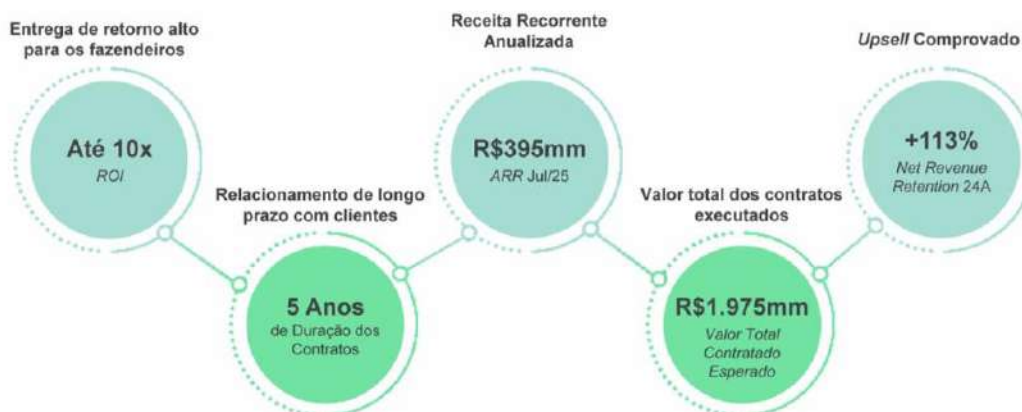 Entrega de retorno alto
para os fazendeiros
Até 10x
ROI
Relacionamento de longo
prazo com clientes
5 Anos
de Duração dos
Contratos
Receita Recorrente
Anualizada
R$395mm
ARR Jul/25
Valor total dos contratos
executados
R$1.975mm
Valor Total
Contratado
Esperado
Upsell Comprovado
+113%
Net Revenue
Retention 24A